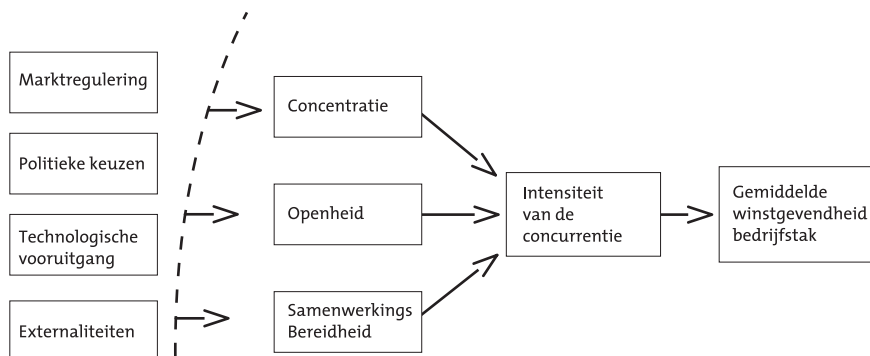 Marktregulering
Politieke keuzen
Technologische
vooruitgang
Externaliteiten
Concentratie
Openheid
Samenwerkings
Bereidheid
Intensiteit
van de
concurrentie
Gemiddelde
winstgevendheid
bedrijfstak